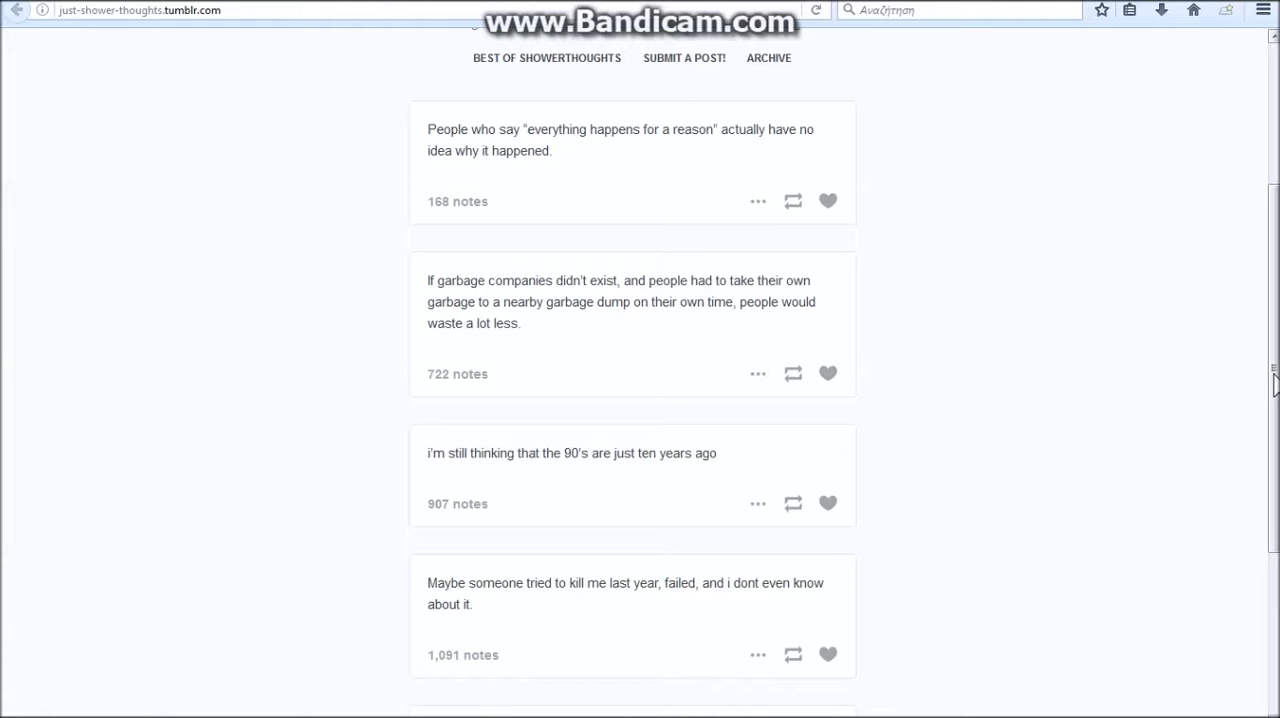 just-shower-thoughts.tumblr.com
www.Bandicam.com
Αναζήτηση
BEST OF SHOWERTHOUGHTS SUBMIT A POST! ARCHIVE
People who say “everything happens for a reason” actually have no
idea why it happened.
168 notes
If garbage companies didn’t exist, and people had to take their own
garbage to a nearby garbage dump on their own time, people would
waste a lot less.
722 notes
i’m still thinking that the 90’s are just ten years ago
907 notes
Maybe someone tried to kill me last year, failed, and i dont even know
about it.
1,091 notes